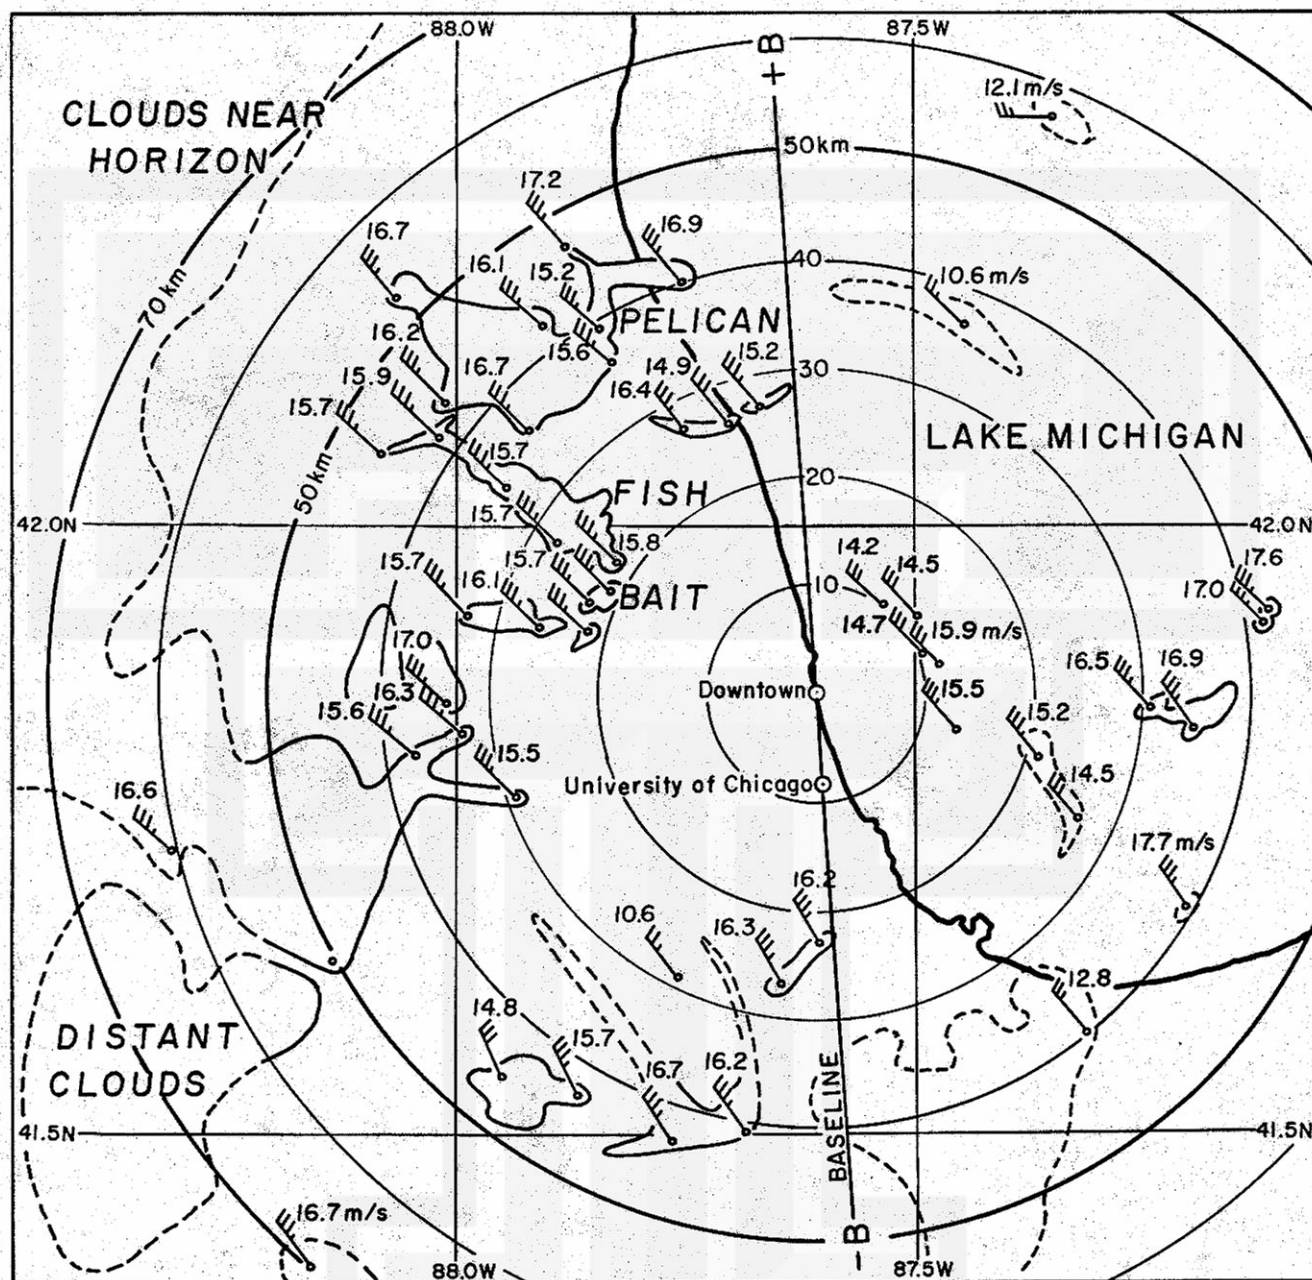 88.0W
87.5W
+B
CLOUDS NEAR
HORIZON
12.1 m/s
50km
17.2
16.7
16.9
16.1
15.2
40
10.6 m/s
70km
PELICAN
16.2
15.6
16.7
14.9
15.2
30
15.9
16.4
15.7
LAKE MICHIGAN
15.7
50km
20
FISH
42.0N
42.0N
15.7
15.8
15.7
15.7
14.2
14.5
17.6
16.1
BAIT
10
17.0
14.7
15.9 m/s
17.0
16.5
16.9
16.3
Downtown
15.5
15.6
15.2
15.5
14.5
University of Chicago
16.6
17.7 m/s
16.2
10.6
16.3
12.8
14.8
DISTANT
CLOUDS
15.7
16.7
16.2
BASELINE
41.5N
41.5N
16.7 m/s
-B
88.0W
87.5W